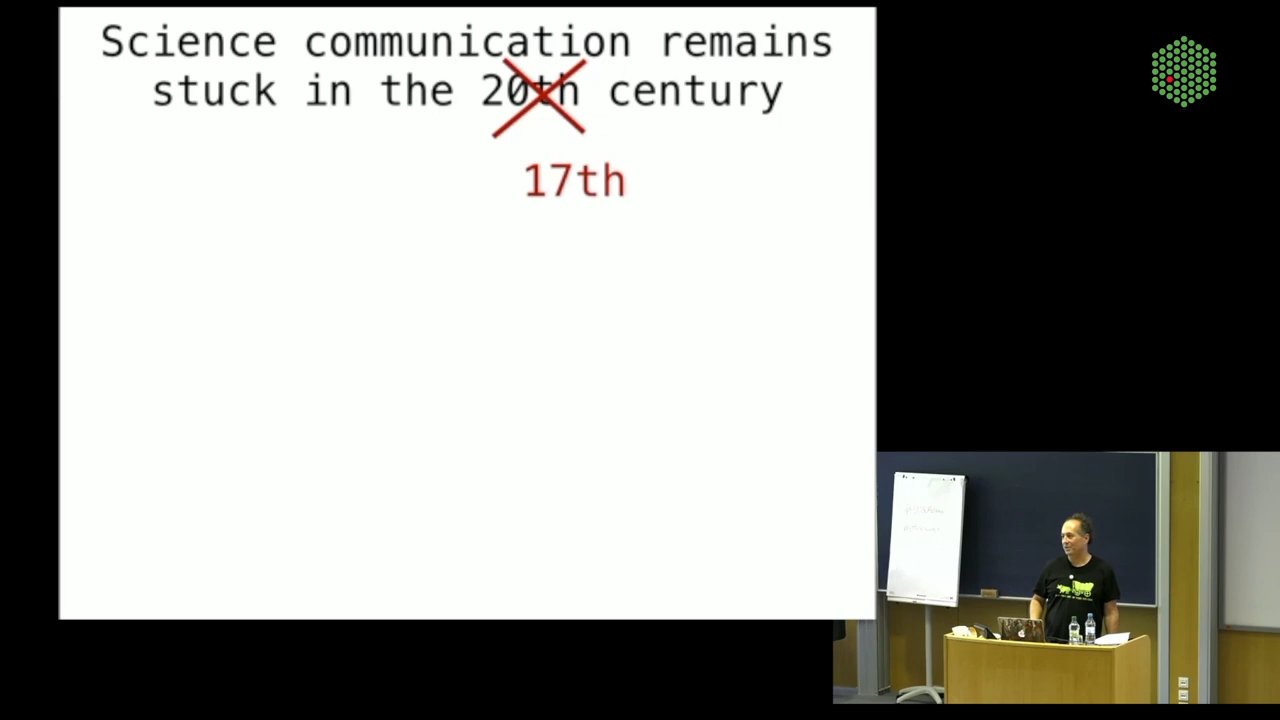 Science communication remains
stuck in the 20th century
17th